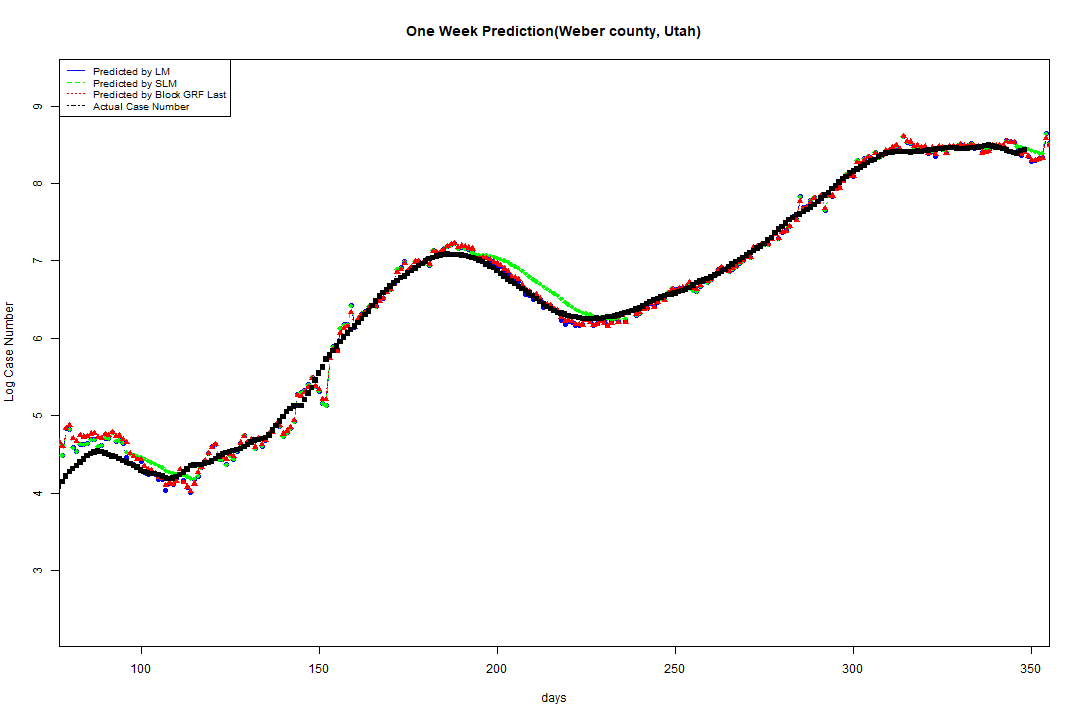 One Week Prediction(Weber county, Utah)
Predicted by LM
Predicted by SLM
Predicted by Block GRF Last
Actual Case Number
9
8
7
6
5
4
3
Log Case Number
100 150 200 250 300 350
days